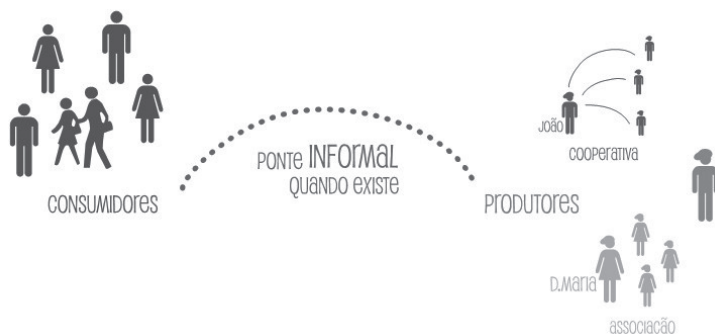 CONSUMIDORES
PONTE INFORMAL
QUANDO EXISTE
PRODUTORES
JOÃO
COOPERATIVA
D.MARIA
ASSOCIAÇÃO